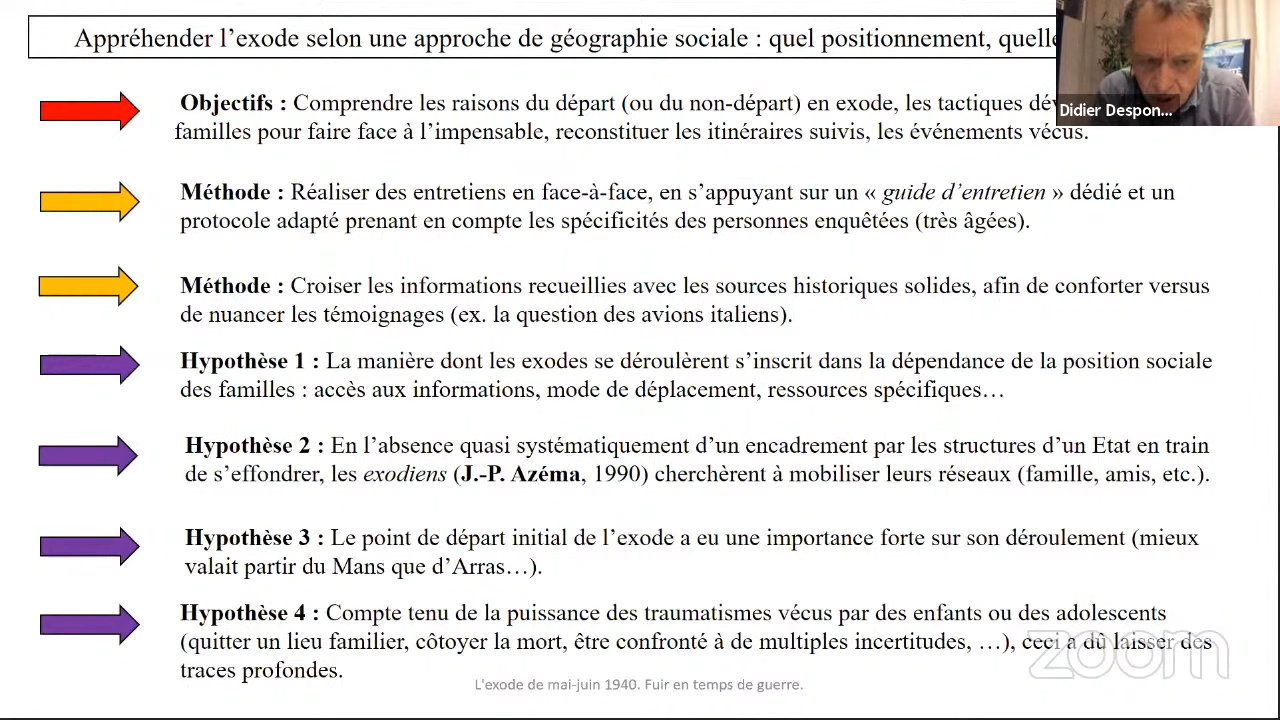 Appréhender l’exode selon une approche de géographie sociale : quel positionnement, quelle
Objectifs : Comprendre les raisons du départ (ou du non-départ) en exode, les tactiques
familles pour faire face à l’impensable, reconstituer les itinéraires suivis, les événements vécus.
Didier Despon...
Méthode : Réaliser des entretiens en face-à-face, en s’appuyant sur un « guide d’entretien » dédié et un
protocole adapté prenant en compte les spécificités des personnes enquêtées (très âgées).
Méthode : Croiser les informations recueillies avec les sources historiques solides, afin de conforter versus
de nuancer les témoignages (ex. la question des avions italiens).
Hypothèse 1 : La manière dont les exodes se déroulèrent s’inscrit dans la dépendance de la position sociale
des familles : accès aux informations, mode de déplacement, ressources spécifiques…
Hypothèse 2 : En l’absence quasi systématiquement d’un encadrement par les structures d’un Etat en train
de s’effondrer, les exodiens (J.-P. Azéma, 1990) cherchèrent à mobiliser leurs réseaux (famille, amis, etc.).
Hypothèse 3 : Le point de départ initial de l’exode a eu une importance forte sur son déroulement (mieux
valait partir du Mans que d’Arras…).
Hypothèse 4 : Compte tenu de la puissance des traumatismes vécus par des enfants ou des adolescents
(quitter un lieu familier, côtoyer la mort, être confronté à de multiples incertitudes, …), ceci a dû laisser des
traces profondes.
zoom
L'exode de mai-juin 1940. Fuir en temps de guerre.